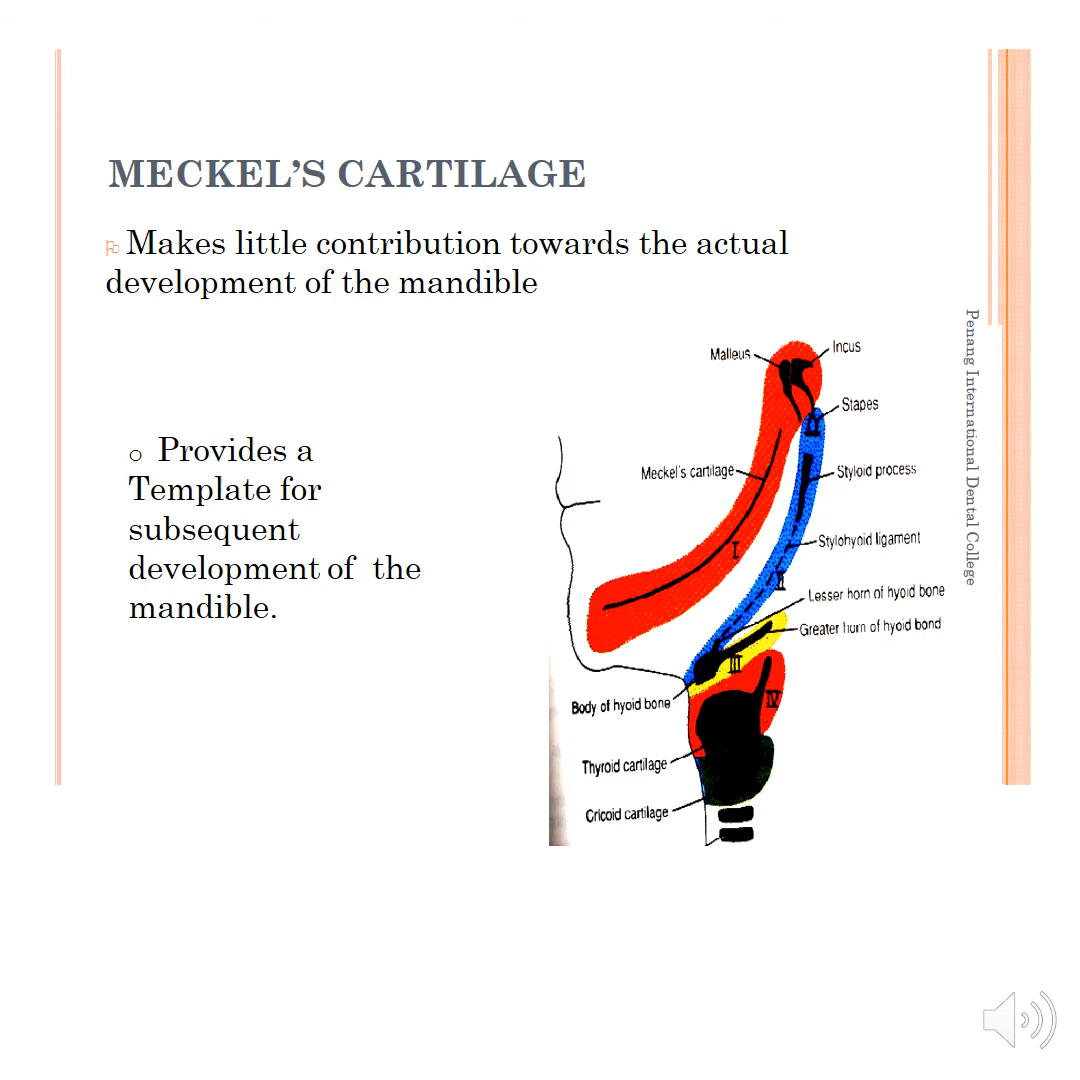 MECKEL’S CARTILAGE
Makes little contribution towards the actual
development of the mandible
o Provides a
Template for
subsequent
development of the
mandible.
Malleus
Incus
Stapes
Meckel's cartilage
Styloid process
I
Stylohyoid ligament
II
Lesser horn of hyoid bone
Greater horn of hyoid bond
III
IV
Body of hyoid bone
Thyroid cartilage
Cricoid cartilage
Penang International Dental College